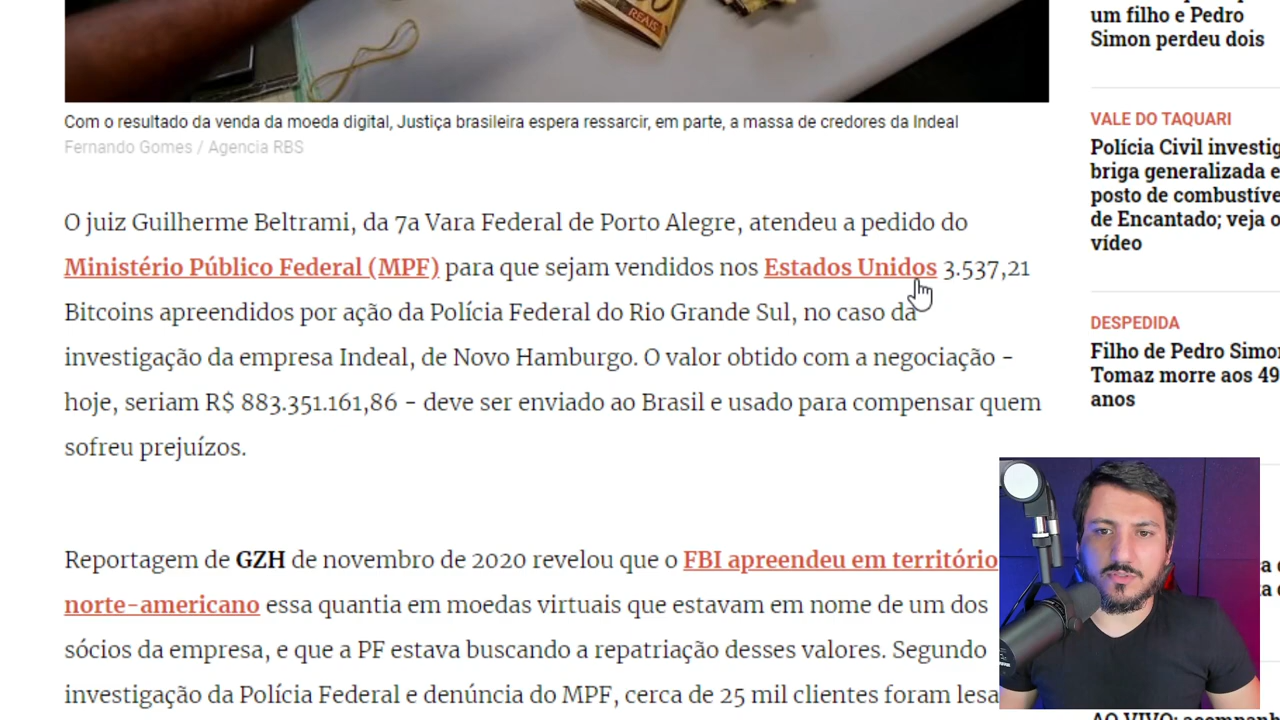 REAIS
Com o resultado da venda da moeda digital, Justiça brasileira espera ressarcir, em parte, a massa de credores da Indeal
Fernando Gomes / Agencia RBS
O juiz Guilherme Beltrami, da 7a Vara Federal de Porto Alegre, atendeu a pedido do
Ministério Público Federal (MPF) para que sejam vendidos nos Estados Unidos 3.537,21
Bitcoins apreendidos por ação da Polícia Federal do Rio Grande Sul, no caso da
investigação da empresa Indeal, de Novo Hamburgo. O valor obtido com a negociação -
hoje, seriam R$ 883.351.161,86 - deve ser enviado ao Brasil e usado para compensar quem
sofreu prejuízos.
Reportagem de GZH de novembro de 2020 revelou que o FBI apreendeu em território
norte-americano essa quantia em moedas virtuais que estavam em nome de um dos
sócios da empresa, e que a PF estava buscando a repatriação desses valores. Segundo
investigação da Polícia Federal e denúncia do MPF, cerca de 25 mil clientes foram lesa
um filho e Pedro
Simon perdeu dois
VALE DO TAQUARI
Polícia Civil investig
briga generalizada e
posto de combustíve
de Encantado; veja o
vídeo
DESPEDIDA
Filho de Pedro Simo
Tomaz morre aos 49
anos